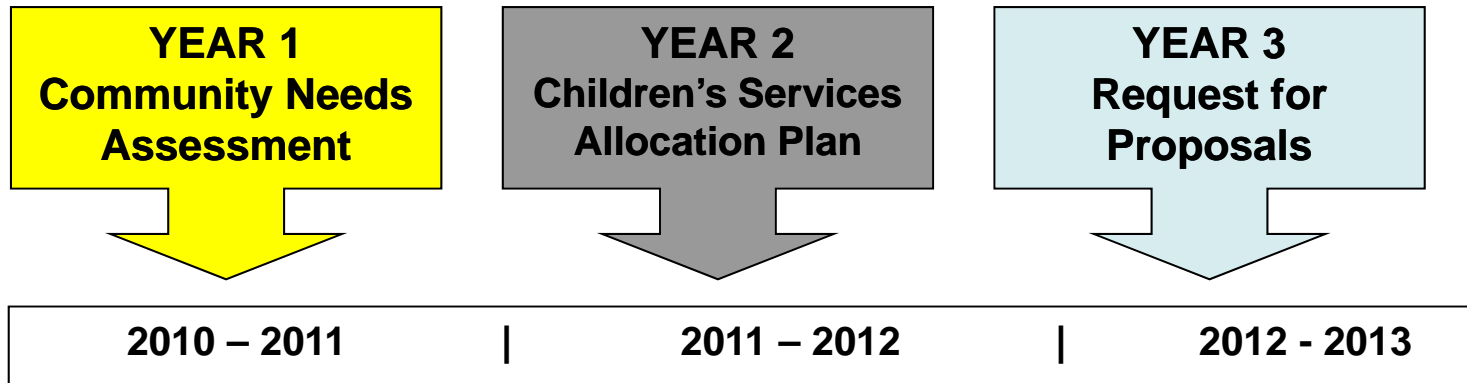 YEAR 1
Community Needs
Assessment
YEAR 2
Children’s Services
Allocation Plan
YEAR 3
Request for
Proposals
2010 – 2011 | 2011 – 2012 | 2012 - 2013